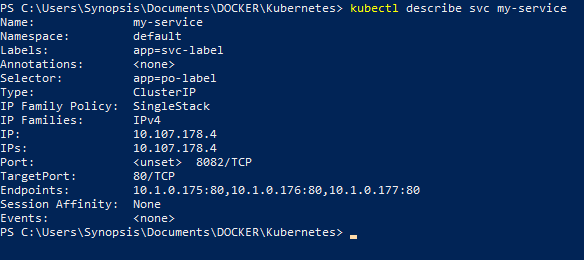 PS C:\Users\Synopsis\Documents\DOCKER\Kubernetes> kubectl describe svc my-service
Name:              my-service
Namespace:         default
Labels:            app=svc-label
Annotations:       <none>
Selector:          app=po-label
Type:              ClusterIP
IP Family Policy:  SingleStack
IP Families:       IPv4
IP:                10.107.178.4
IPs:               10.107.178.4
Port:              <unset>  8082/TCP
TargetPort:        80/TCP
Endpoints:         10.1.0.175:80,10.1.0.176:80,10.1.0.177:80
Session Affinity:  None
Events:            <none>
PS C:\Users\Synopsis\Documents\DOCKER\Kubernetes>